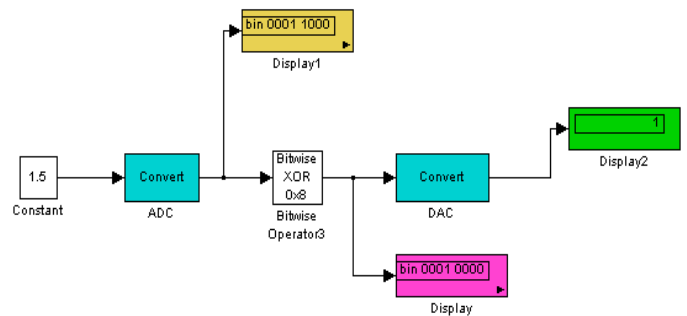 bin 0001 1000
Display1
1
Display2
1.5
Constant
Convert
ADC
Bitwise
XOR
0x8
Bitwise
Operator3
Convert
DAC
bin 0001 0000
Display